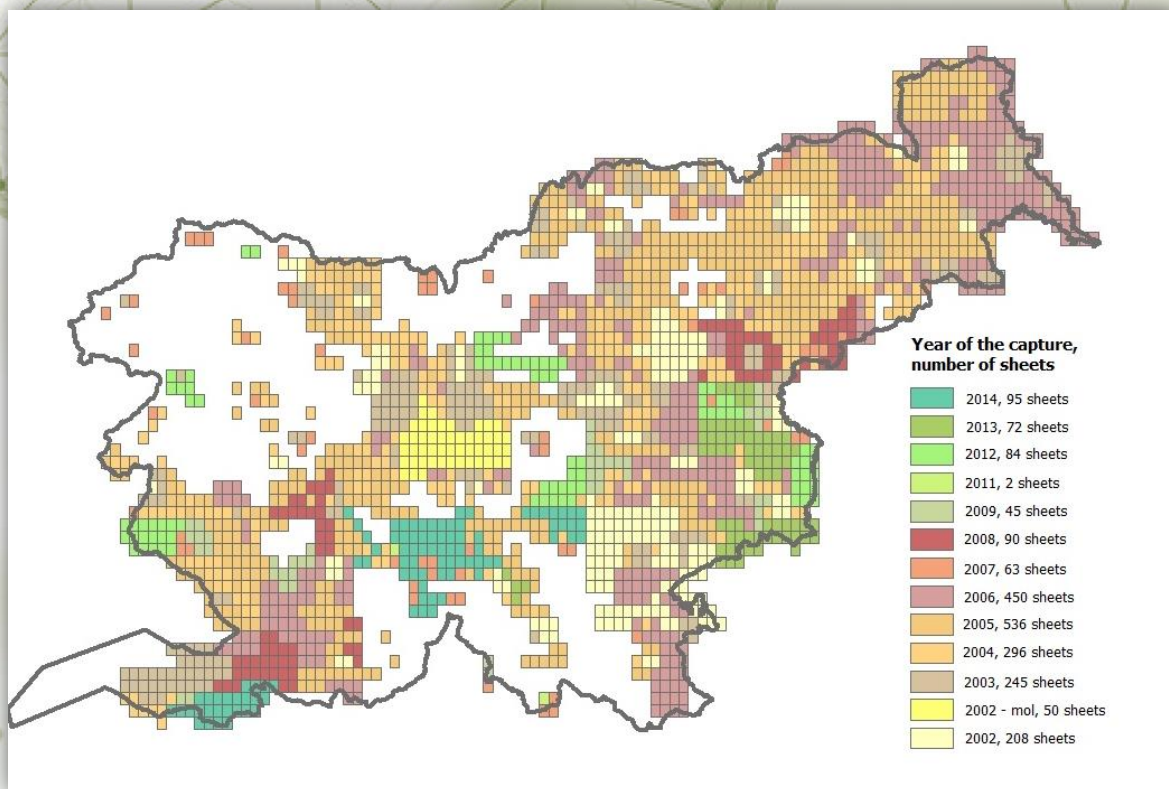 Year of the capture,
number of sheets
2014, 95 sheets
2013, 72 sheets
2012, 84 sheets
2011, 2 sheets
2009, 45 sheets
2008, 90 sheets
2007, 63 sheets
2006, 450 sheets
2005, 536 sheets
2004, 296 sheets
2003, 245 sheets
2002 - mol, 50 sheets
2002, 208 sheets